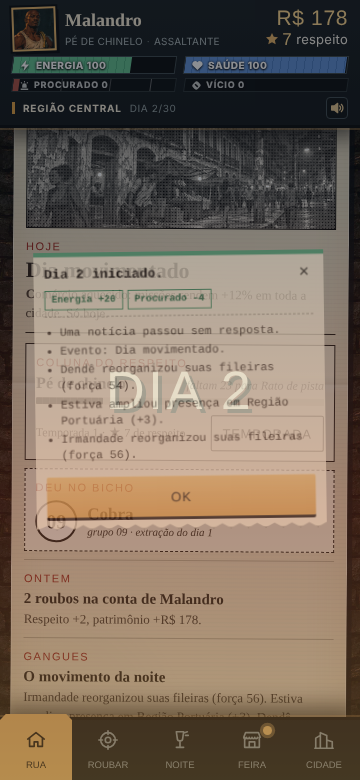 Malandro
PÉ DE CHINELO · ASSALTANTE
R$ 178
7 respeito
ENERGIA 100
SAÚDE 100
PROCURADO 0
VÍCIO 0
REGIÃO CENTRAL DIA 2/30
HOJE
Dia 2 iniciado.
×
Energia +20
Procurado -4
• Uma notícia passou sem resposta.
• Evento: Dia movimentado.
• Dendê reorganizou suas fileiras
(força 54).
• Estiva ampliou presença em Região
Portuária (+3).
• Irmandade reorganizou suas fileiras
(força 56).
DIA 2
TEMPORADA
OK
DEU NO BICHO
09
Cobra
grupo 09 · extração do dia 1
ONTEM
2 roubos na conta de Malandro
Respeito +2, patrimônio +R$ 178.
GANGUES
O movimento da noite
Irmandade reorganizou suas fileiras (força 56). Estiva
RUA
ROUBAR
NOITE
FEIRA
CIDADE